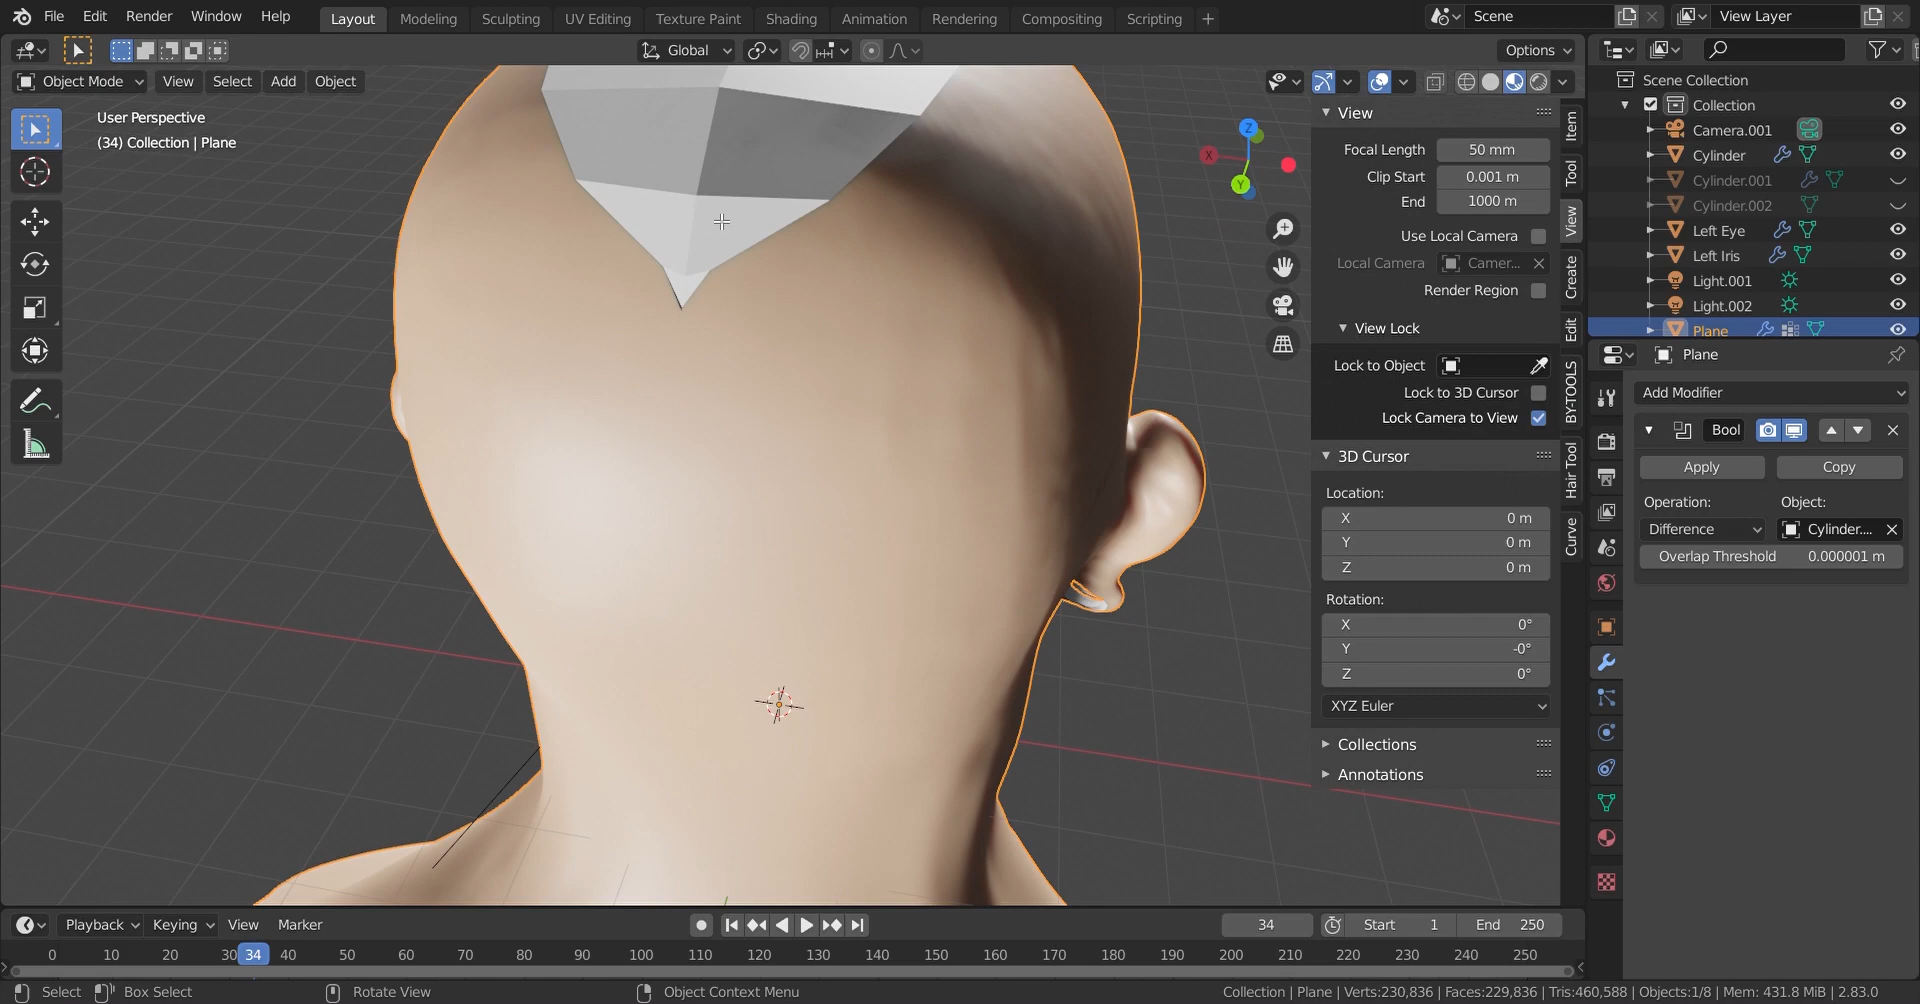 File Edit Render Window Help Layout Modeling Sculpting UV Editing Texture Paint Shading Animation Rendering Compositing Scripting + Scene View Layer
Global Options
Object Mode View Select Add Object
User Perspective
(34) Collection | Plane
Z
X
Y
View
Focal Length 50 mm
Clip Start 0.001 m
End 1000 m
Use Local Camera
Local Camera Camer...
Render Region
View Lock
Lock to Object
Lock to 3D Cursor
Lock Camera to View
3D Cursor
Location:
X 0 m
Y 0 m
Z 0 m
Rotation:
X 0°
Y -0°
Z 0°
XYZ Euler
Collections
Annotations
Item
Tool
View
Create
Edit
BY-TOOLS
Hair Tool
Curve
Scene Collection
Collection
Camera.001
Cylinder
Cylinder.001
Cylinder.002
Left Eye
Left Iris
Light.001
Light.002
Plane
Plane
Add Modifier
Bool
Apply Copy
Operation: Object:
Difference Cylinder....
Overlap Threshold 0.000001 m
Playback Keying View Marker 34 Start 1 End 250
0 10 20 30 34 40 50 60 70 80 90 100 110 120 130 140 150 160 170 180 190 200 210 220 230 240 250
Select Box Select Rotate View Object Context Menu Collection | Plane | Verts:230,836 | Faces:229,836 | Tris:460,588 | Objects:1/8 | Mem: 431.8 MiB | 2.83.0